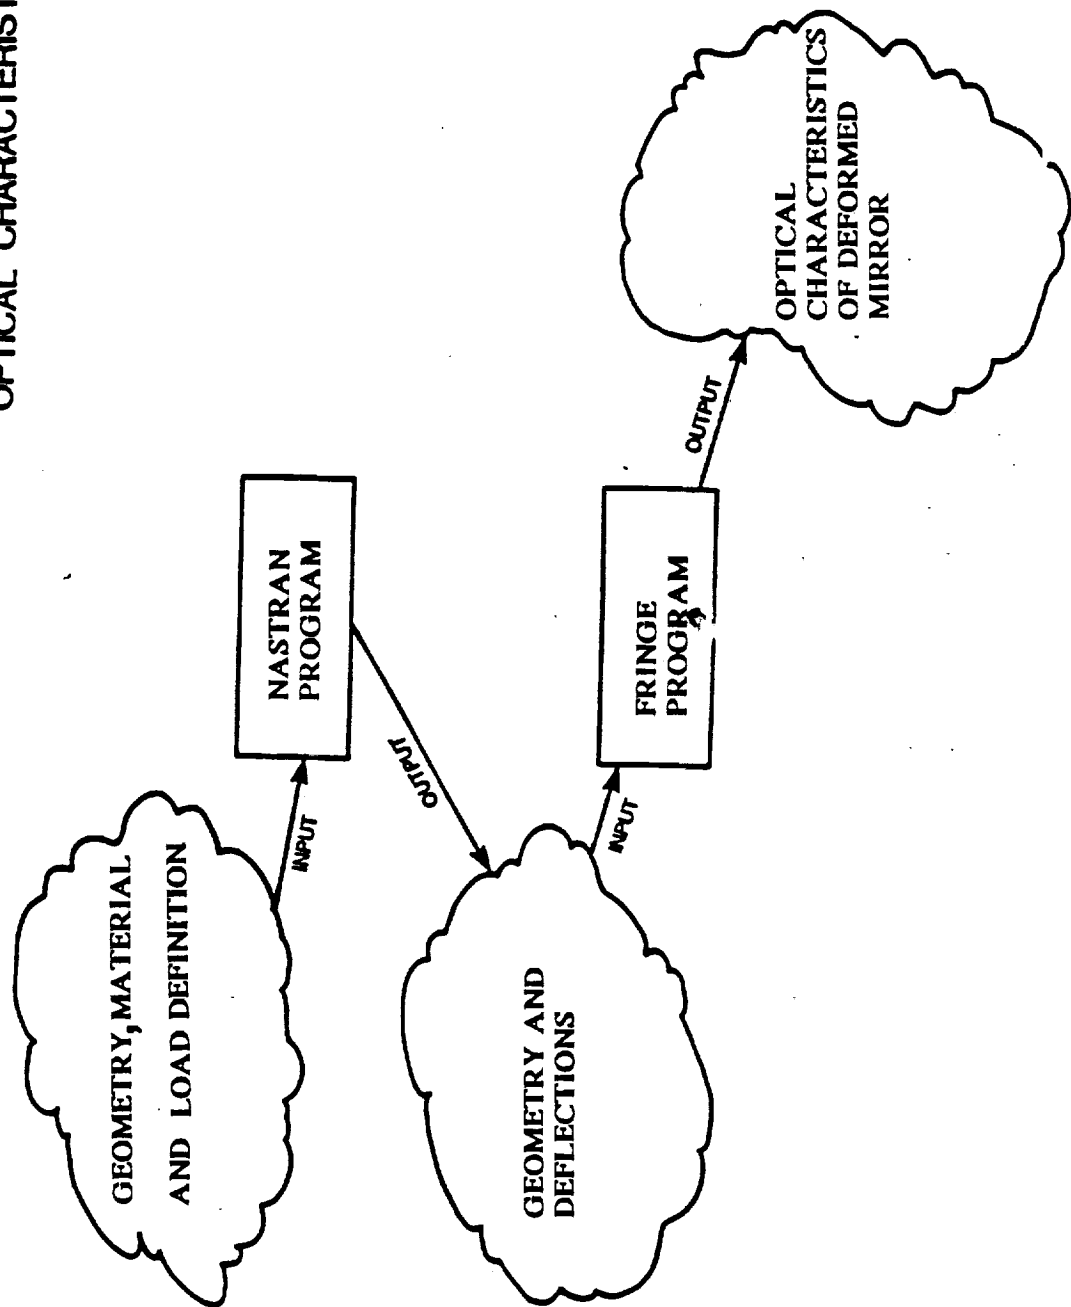 OPTICAL
GEOMETRY,MATERIAL
AND LOAD DEFINITION
INPUT
NASTRAN
PROGRAM
OUTPUT
GEOMETRY AND
DEFLECTIONS
INPUT
FRINGE
PROGRAM
OUTPUT
OPTICAL
CHARACTERISTICS
OF DEFORMED
MIRROR